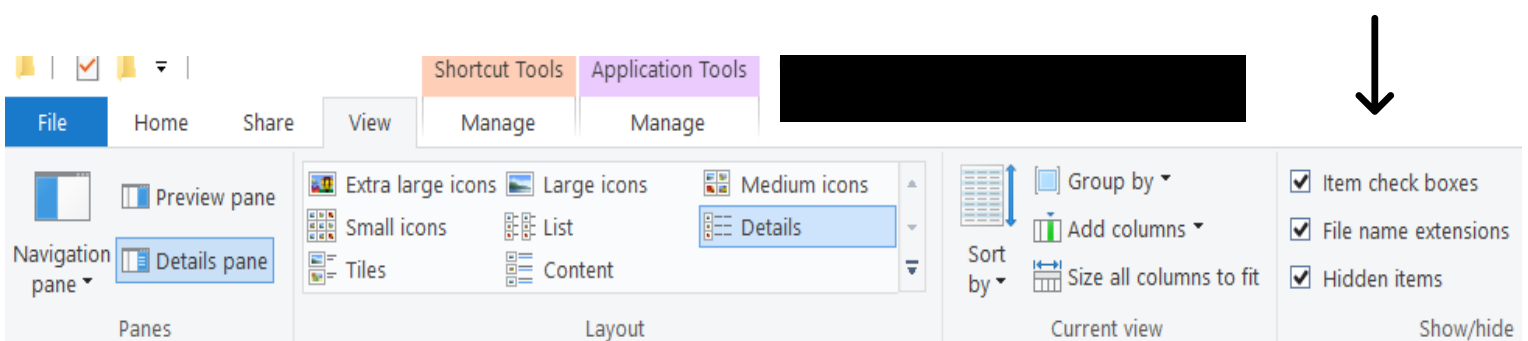 Shortcut Tools Application Tools
File Home Share View Manage Manage
Navigation pane
Preview pane
Details pane
Panes
Extra large icons Large icons Medium icons
Small icons List Details
Tiles Content
Layout
Sort by
Group by
Add columns
Size all columns to fit
Current view
Item check boxes
File name extensions
Hidden items
Show/hide